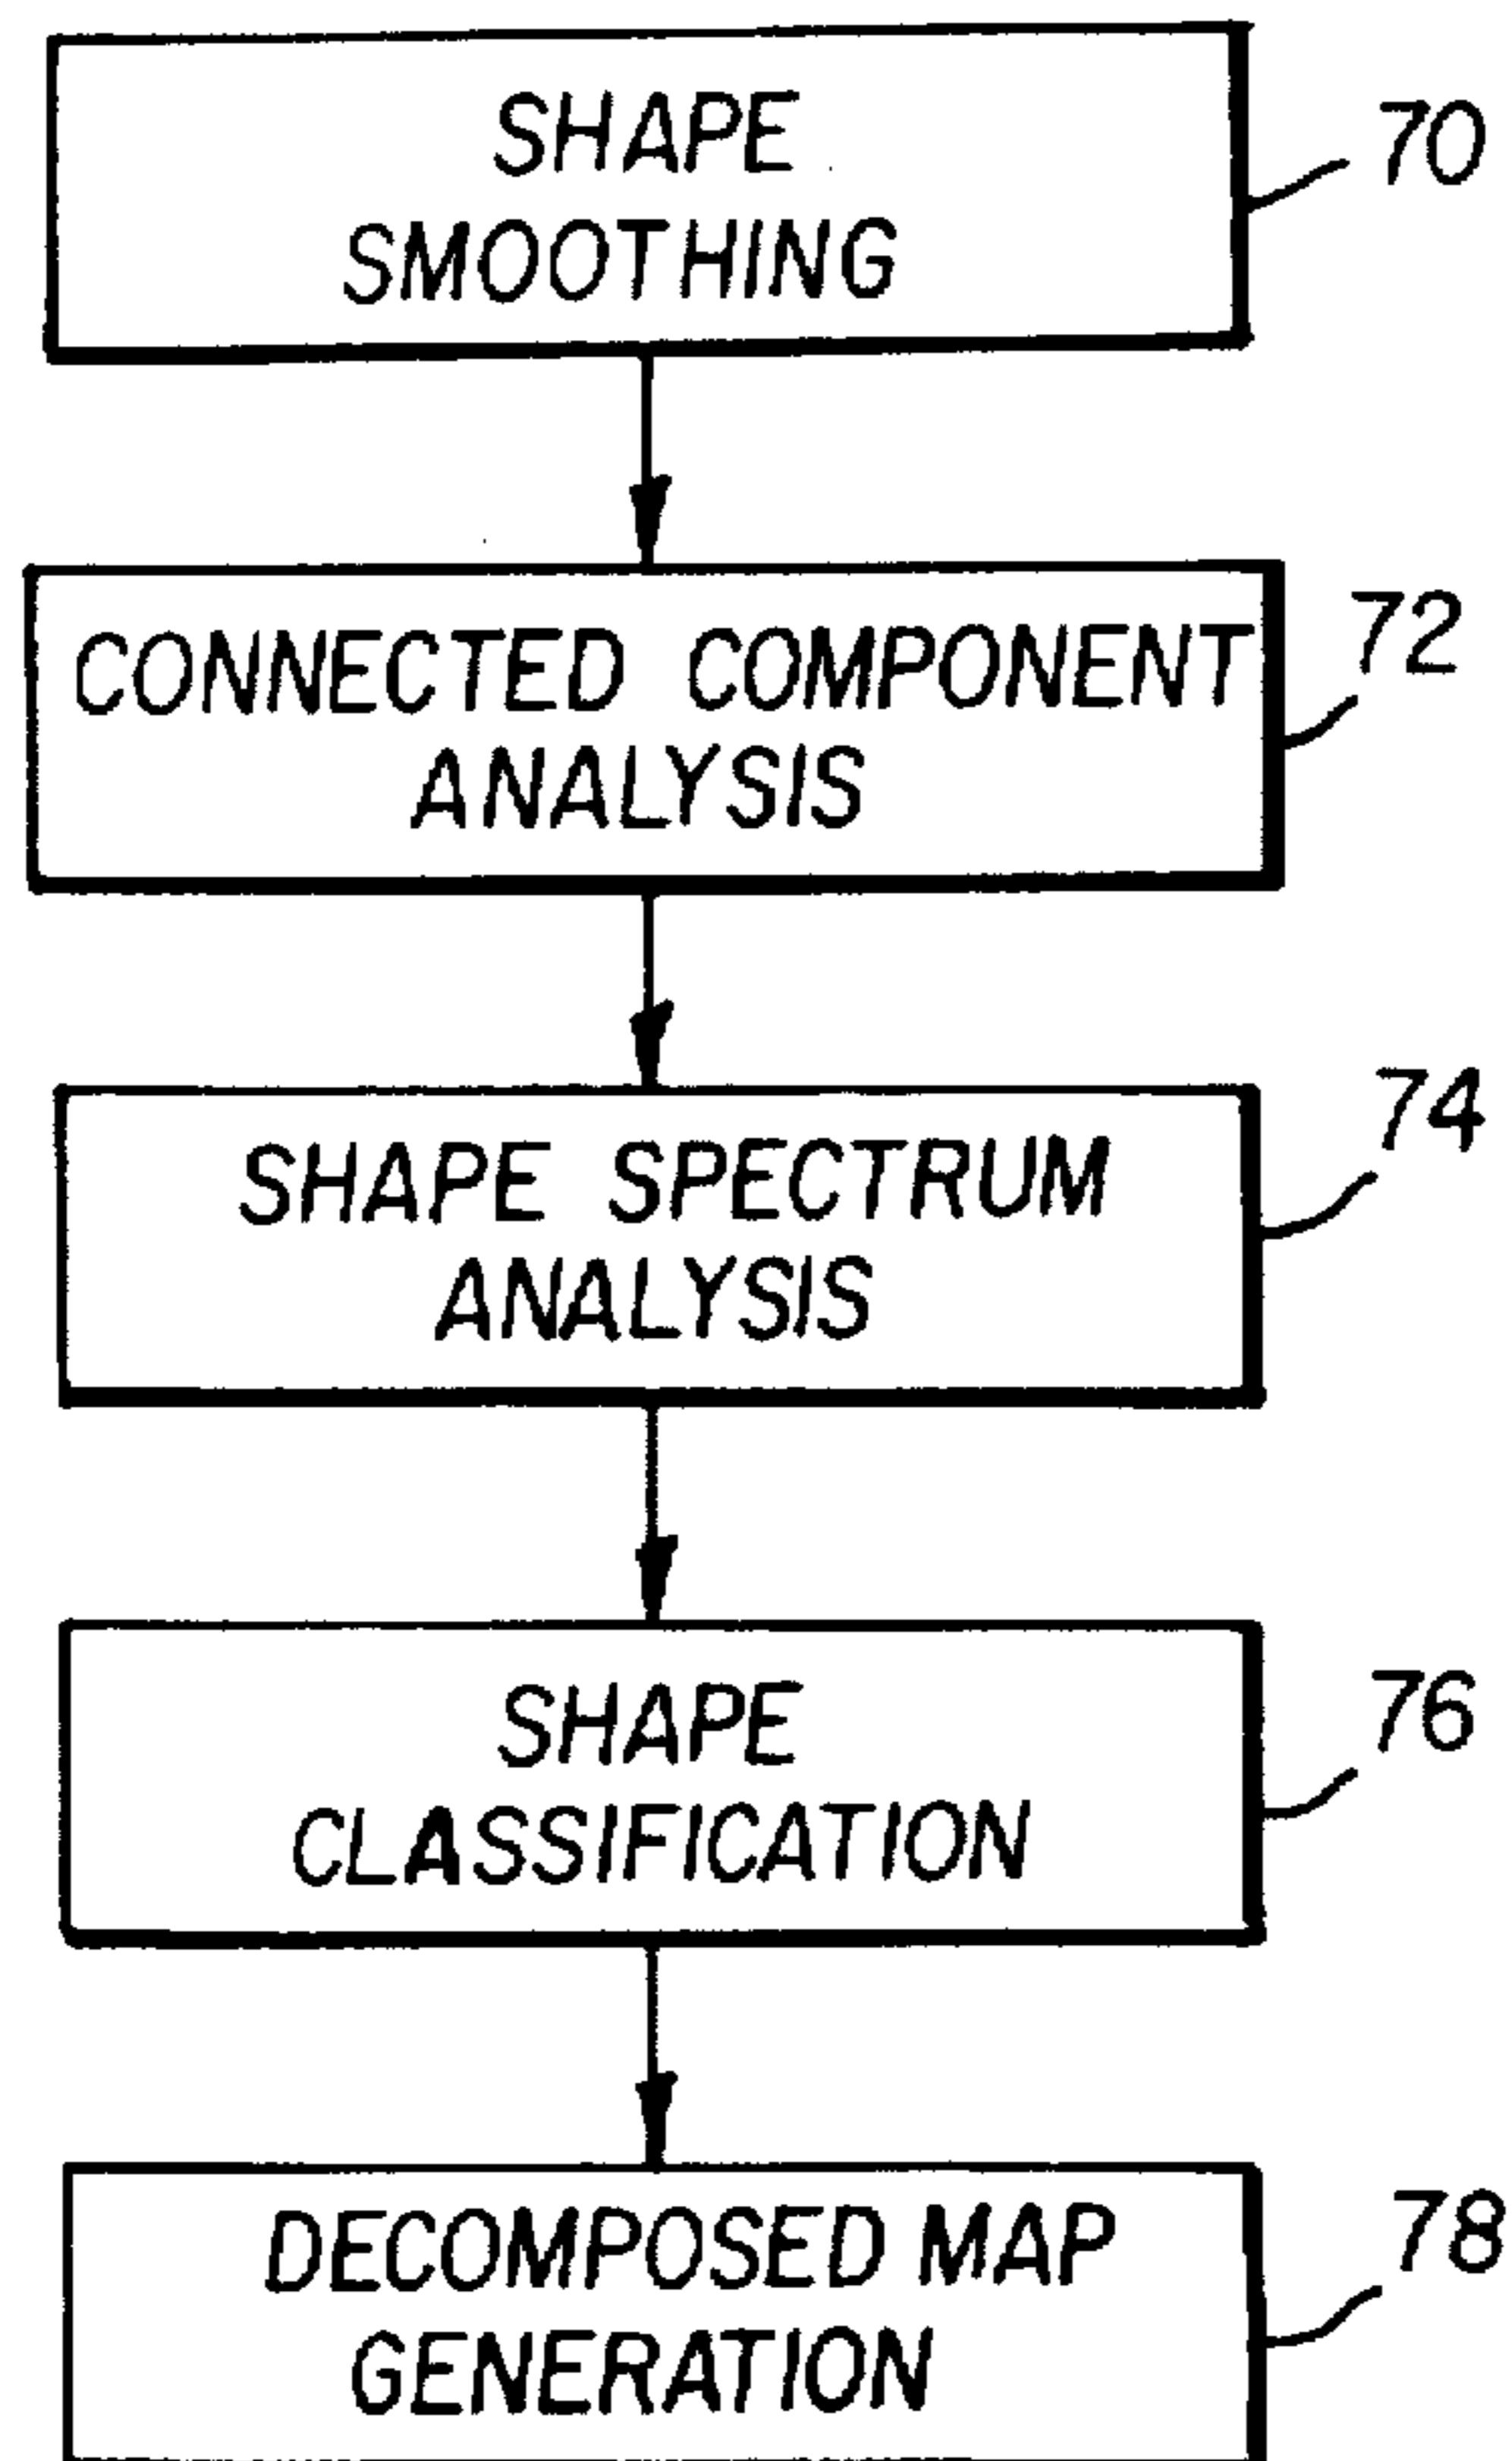 SHAPE
SMOOTHING
70
CONNECTED COMPONENT
ANALYSIS
72
SHAPE SPECTRUM
ANALYSIS
74
SHAPE
CLASSIFICATION
76
DECOMPOSED MAP
GENERATION
78